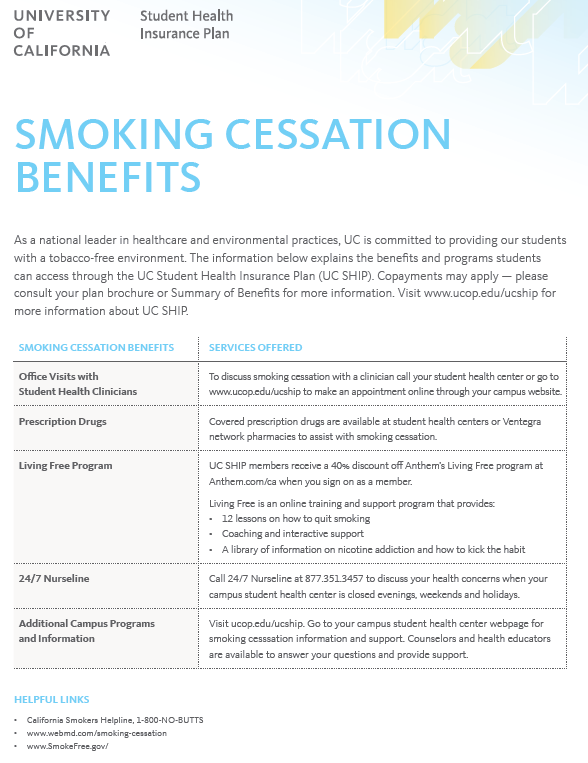 UNIVERSITY
OF
CALIFORNIA
Student Health
Insurance Plan
SMOKING CESSATION
BENEFITS
As a national leader in healthcare and environmental practices, UC is committed to providing our students
with a tobacco-free environment. The information below explains the benefits and programs students
can access through the UC Student Health Insurance Plan (UC SHIP). Copayments may apply — please
consult your plan brochure or Summary of Benefits for more information. Visit www.ucop.edu/ucship for
more information about UC SHIP.
SMOKING CESSATION BENEFITS
SERVICES OFFERED
Office Visits with
Student Health Clinicians
To discuss smoking cessation with a clinician call your student health center or go to
www.ucop.edu/ucship to make an appointment online through your campus website.
Prescription Drugs
Covered prescription drugs are available at student health centers or Ventegra
network pharmacies to assist with smoking cessation.
Living Free Program
UC SHIP members receive a 40% discount off Anthem's Living Free program at
Anthem.com/ca when you sign on as a member.
Living Free is an online training and support program that provides:
• 12 lessons on how to quit smoking
• Coaching and interactive support
• A library of information on nicotine addiction and how to kick the habit
24/7 Nurseline
Call 24/7 Nurseline at 877.351.3457 to discuss your health concerns when your
campus student health center is closed evenings, weekends and holidays.
Additional Campus Programs
and Information
Visit ucop.edu/ucship. Go to your campus student health center webpage for
smoking cesssation information and support. Counselors and health educators
are available to answer your questions and provide support.
HELPFUL LINKS
• California Smokers Helpline, 1-800-NO-BUTTS
• www.webmd.com/smoking-cessation
• www.SmokeFree.gov/